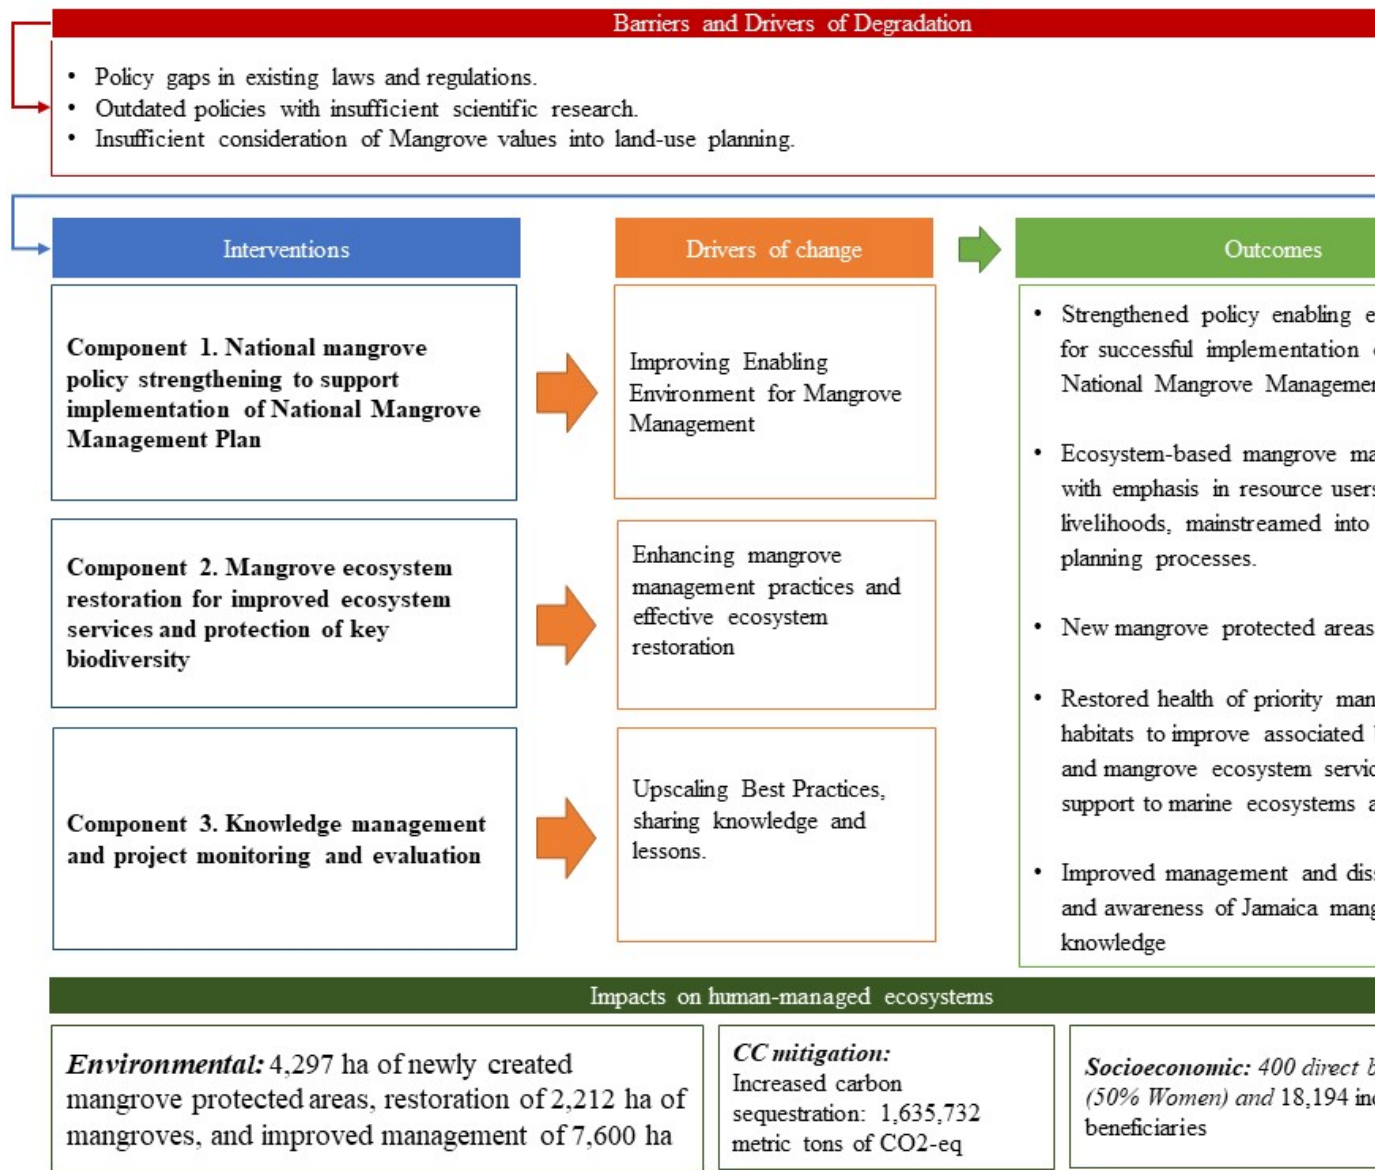 Barriers and Drivers of Degradation
• Policy gaps in existing laws and regulations.
• Outdated policies with insufficient scientific research.
• Insufficient consideration of Mangrove values into land-use planning.
Interventions
Drivers of change
Outcomes
Component 1. National mangrove
policy strengthening to support
implementation of National Mangrove
Management Plan
Improving Enabling
Environment for Mangrove
Management
Component 2. Mangrove ecosystem
restoration for improved ecosystem
services and protection of key
biodiversity
Enhancing mangrove
management practices and
effective ecosystem
restoration
Component 3. Knowledge management
and project monitoring and evaluation
Upscaling Best Practices,
sharing knowledge and
lessons.
• Strengthened policy enabling
for successful implementation
National Mangrove
• Ecosystem-based mangrove
with emphasis in resource
livelihoods, mainstreamed into
planning processes.
• New mangrove protected areas
• Restored health of priority
habitats to improve associated
and mangrove ecosystem
support to marine ecosystems
• Improved management and
and awareness of Jamaica
knowledge
Impacts on human-managed ecosystems
Environmental: 4,297 ha of newly created
mangrove protected areas, restoration of 2,212 ha of
mangroves, and improved management of 7,600 ha
CC mitigation:
Increased carbon
sequestration: 1,635,732
metric tons of CO2-eq
Socioeconomic: 400 direct
(50% Women) and 18,194
beneficiaries